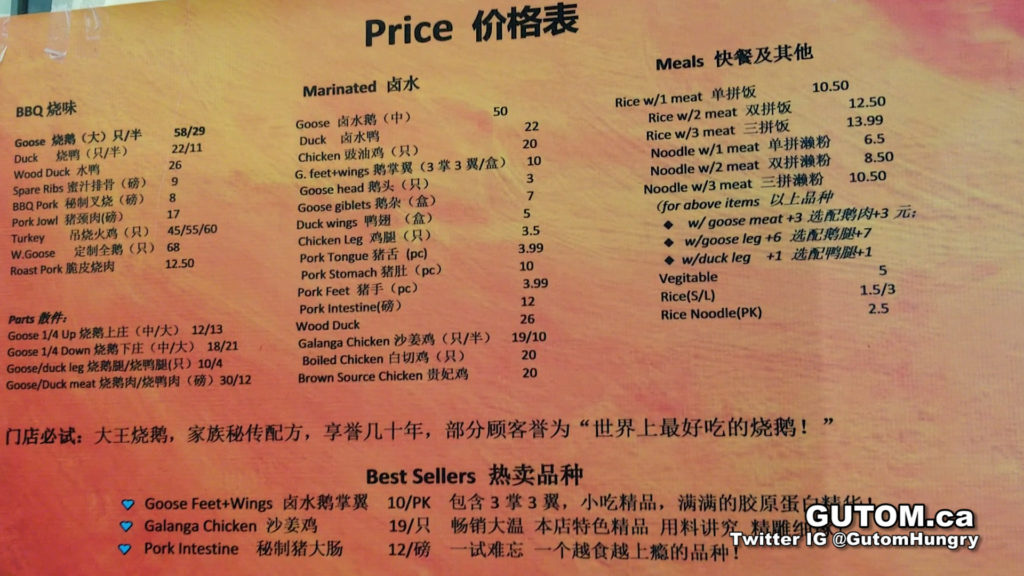 Price 价格表
BBQ 烧味
Goose 烧鹅（大）只/半 58/29
Duck 烧鸭（只/半） 22/11
Wood Duck 水鸭 26
Spare Ribs 蜜汁排骨（磅） 9
BBQ Pork 秘制叉烧（磅） 8
Pork Jowl 猪颈肉(磅） 17
Turkey 吊烧火鸡（只） 45/55/60
W.Goose 定制全鹅（只） 68
Roast Pork 脆皮烧肉 12.50
Parts 散件：
Goose 1/4 Up 烧鹅上庄（中/大） 12/13
Goose 1/4 Down 烧鹅下庄（中/大） 18/21
Goose/duck leg 烧鹅腿/烧鸭腿(只）10/4
Goose/Duck meat 烧鹅肉/烧鸭肉（磅）30/12
Marinated 卤水
Goose 卤水鹅（中） 50
Duck 卤水鸭 22
Chicken 豉油鸡（只） 20
G. feet+wings 鹅掌翼（3 掌 3 翼/盒） 10
Goose head 鹅头（只） 3
Goose giblets 鹅杂（盒） 7
Duck wings 鸭翅 （盒） 5
Chicken Leg 鸡腿（只） 3.5
Pork Tongue 猪舌 (pc) 3.99
Pork Stomach 猪肚（pc） 10
Pork Feet 猪手（pc） 3.99
Pork Intestine(磅） 12
Wood Duck 26
Galanga Chicken 沙姜鸡（只/半） 19/10
Boiled Chicken 白切鸡（只） 20
Brown Source Chicken 贵妃鸡 20
Meals 快餐及其他
Rice w/1 meat 单拼饭 10.50
Rice w/2 meat 双拼饭 12.50
Rice w/3 meat 三拼饭 13.99
Noodle w/1 meat 单拼濑粉 6.5
Noodle w/2 meat 双拼濑粉 8.50
Noodle w/3 meat 三拼濑粉 10.50
(for above items 以上品种
◆ w/ goose meat +3 选配鹅肉+3 元；
◆ w/goose leg +6 选配鹅腿+7
◆ w/duck leg +1 选配鸭腿+1
Vegitable 5
Rice(S/L) 1.5/3
Rice Noodle(PK) 2.5
门店必试：大王烧鹅，家族秘传配方，享誉几十年，部分顾客誉为“世界上最好吃的烧鹅！”
Best Sellers 热卖品种
Goose Feet+Wings 卤水鹅掌翼 10/PK 包含 3 掌 3 翼，小吃精品，满满的胶原蛋白精华！
Galanga Chicken 沙姜鸡 19/只 畅销大温 本店特色精品 用料讲究 精雕细
Pork Intestine 秘制猪大肠 12/磅 一试难忘 一个越食越上瘾的品种！
GUTOM.ca
Twitter IG @GutomHungry